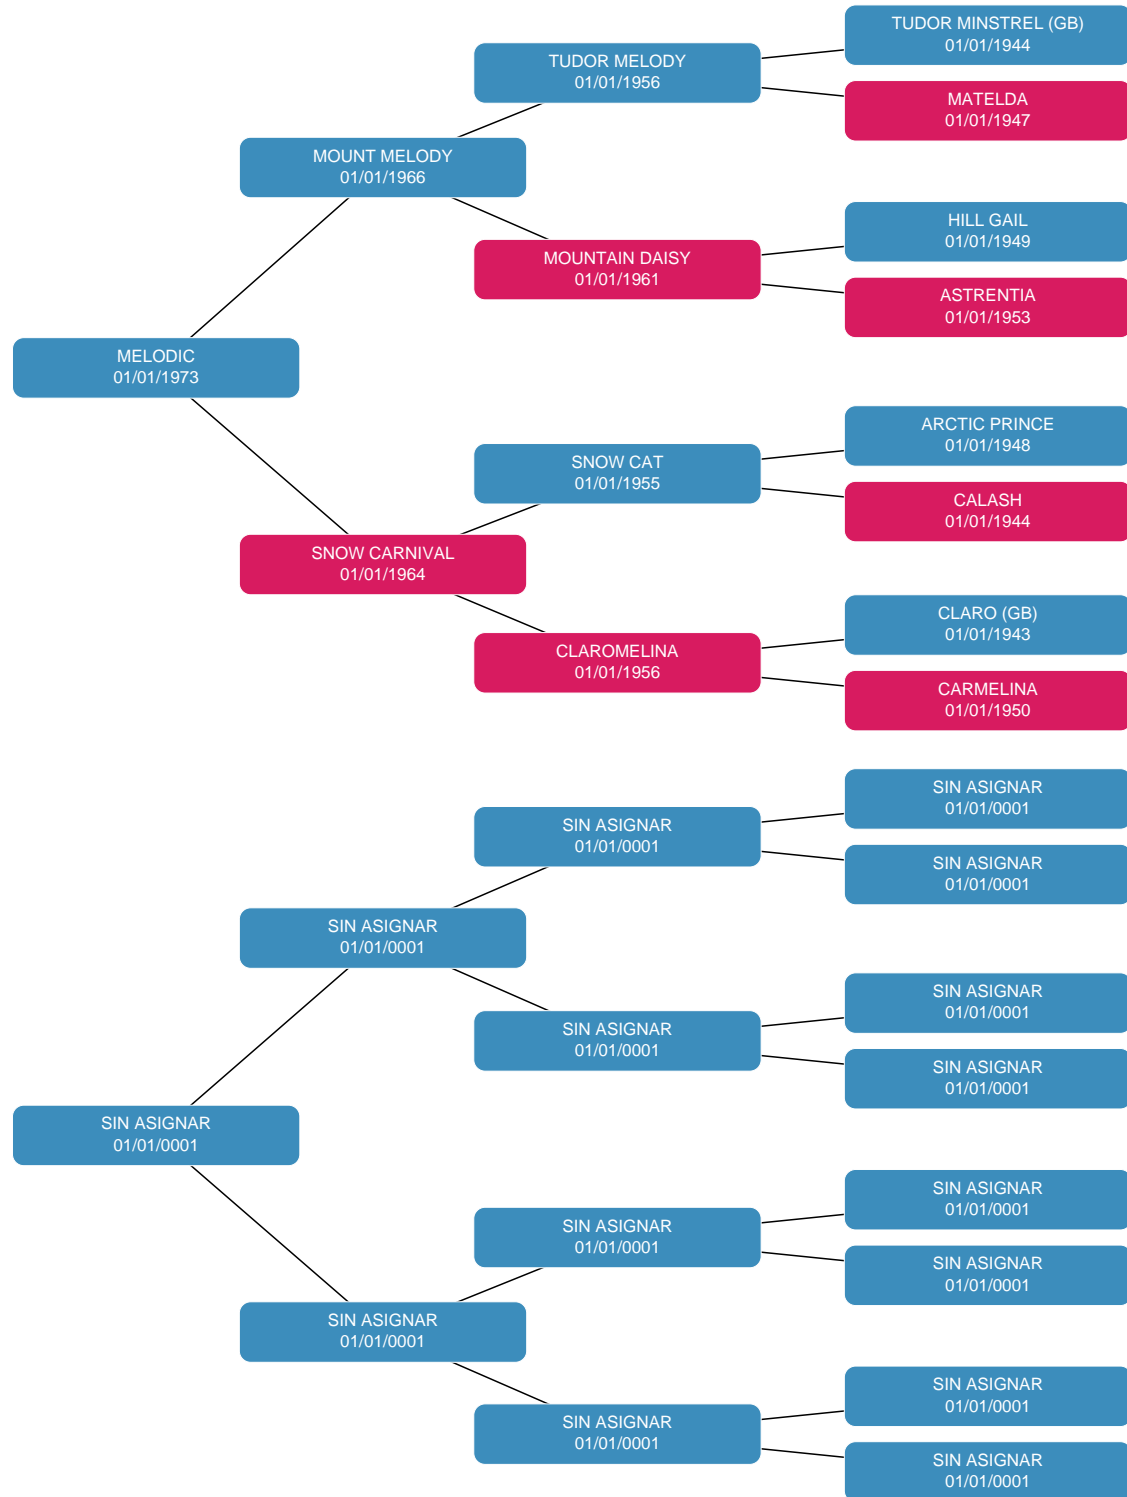 TUDOR MINSTREL (GB)
01/01/1944
TUDOR MELODY
01/01/1956
MATELDA
01/01/1947
MOUNT MELODY
01/01/1966
HILL GAIL
01/01/1949
MOUNTAIN DAISY
01/01/1961
ASTRENTIA
01/01/1953
MELODIC
01/01/1973
ARCTIC PRINCE
01/01/1948
SNOW CAT
01/01/1955
CALASH
01/01/1944
SNOW CARNIVAL
01/01/1964
CLARO (GB)
01/01/1943
CLAROMELINA
01/01/1956
CARMELINA
01/01/1950
SIN ASIGNAR
01/01/0001
SIN ASIGNAR
01/01/0001
SIN ASIGNAR
01/01/0001
SIN ASIGNAR
01/01/0001
SIN ASIGNAR
01/01/0001
SIN ASIGNAR
01/01/0001
SIN ASIGNAR
01/01/0001
SIN ASIGNAR
01/01/0001
SIN ASIGNAR
01/01/0001
SIN ASIGNAR
01/01/0001
SIN ASIGNAR
01/01/0001
SIN ASIGNAR
01/01/0001
SIN ASIGNAR
01/01/0001
SIN ASIGNAR
01/01/0001
SIN ASIGNAR
01/01/0001